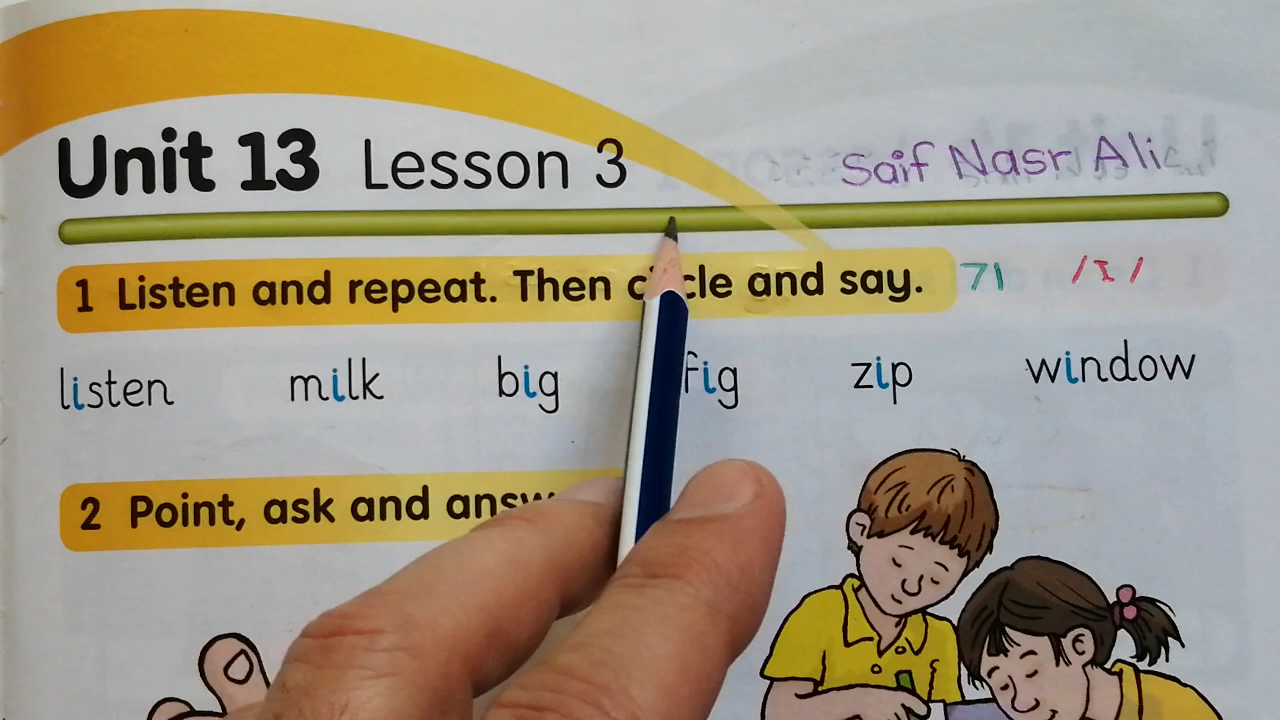 Unit 13 Lesson 3 Saif Nasr Ali
1 Listen and repeat. Then circle and say. 71 /I/
listen milk big fig zip window
2 Point, ask and answ